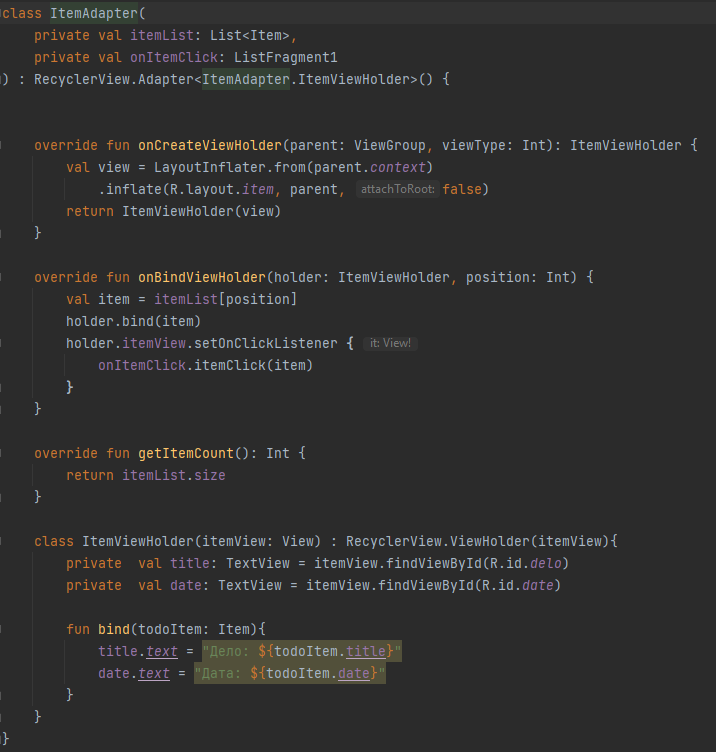 class ItemAdapter(
    private val itemList: List<Item>,
    private val onItemClick: ListFragment1
) : RecyclerView.Adapter<ItemAdapter.ItemViewHolder>() {
    override fun onCreateViewHolder(parent: ViewGroup, viewType: Int): ItemViewHolder {
        val view = LayoutInflater.from(parent.context)
            .inflate(R.layout.item, parent, attachToRoot: false)
        return ItemViewHolder(view)
    }
    override fun onBindViewHolder(holder: ItemViewHolder, position: Int) {
        val item = itemList[position]
        holder.bind(item)
        holder.itemView.setOnClickListener { it: View!
            onItemClick.itemClick(item)
        }
    }
    override fun getItemCount(): Int {
        return itemList.size
    }
    class ItemViewHolder(itemView: View) : RecyclerView.ViewHolder(itemView){
        private  val title: TextView = itemView.findViewById(R.id.delo)
        private  val date: TextView = itemView.findViewById(R.id.date)
        fun bind(todoItem: Item){
            title.text = "Дело: ${todoItem.title}"
            date.text = "Дата: ${todoItem.date}"
        }
    }
}